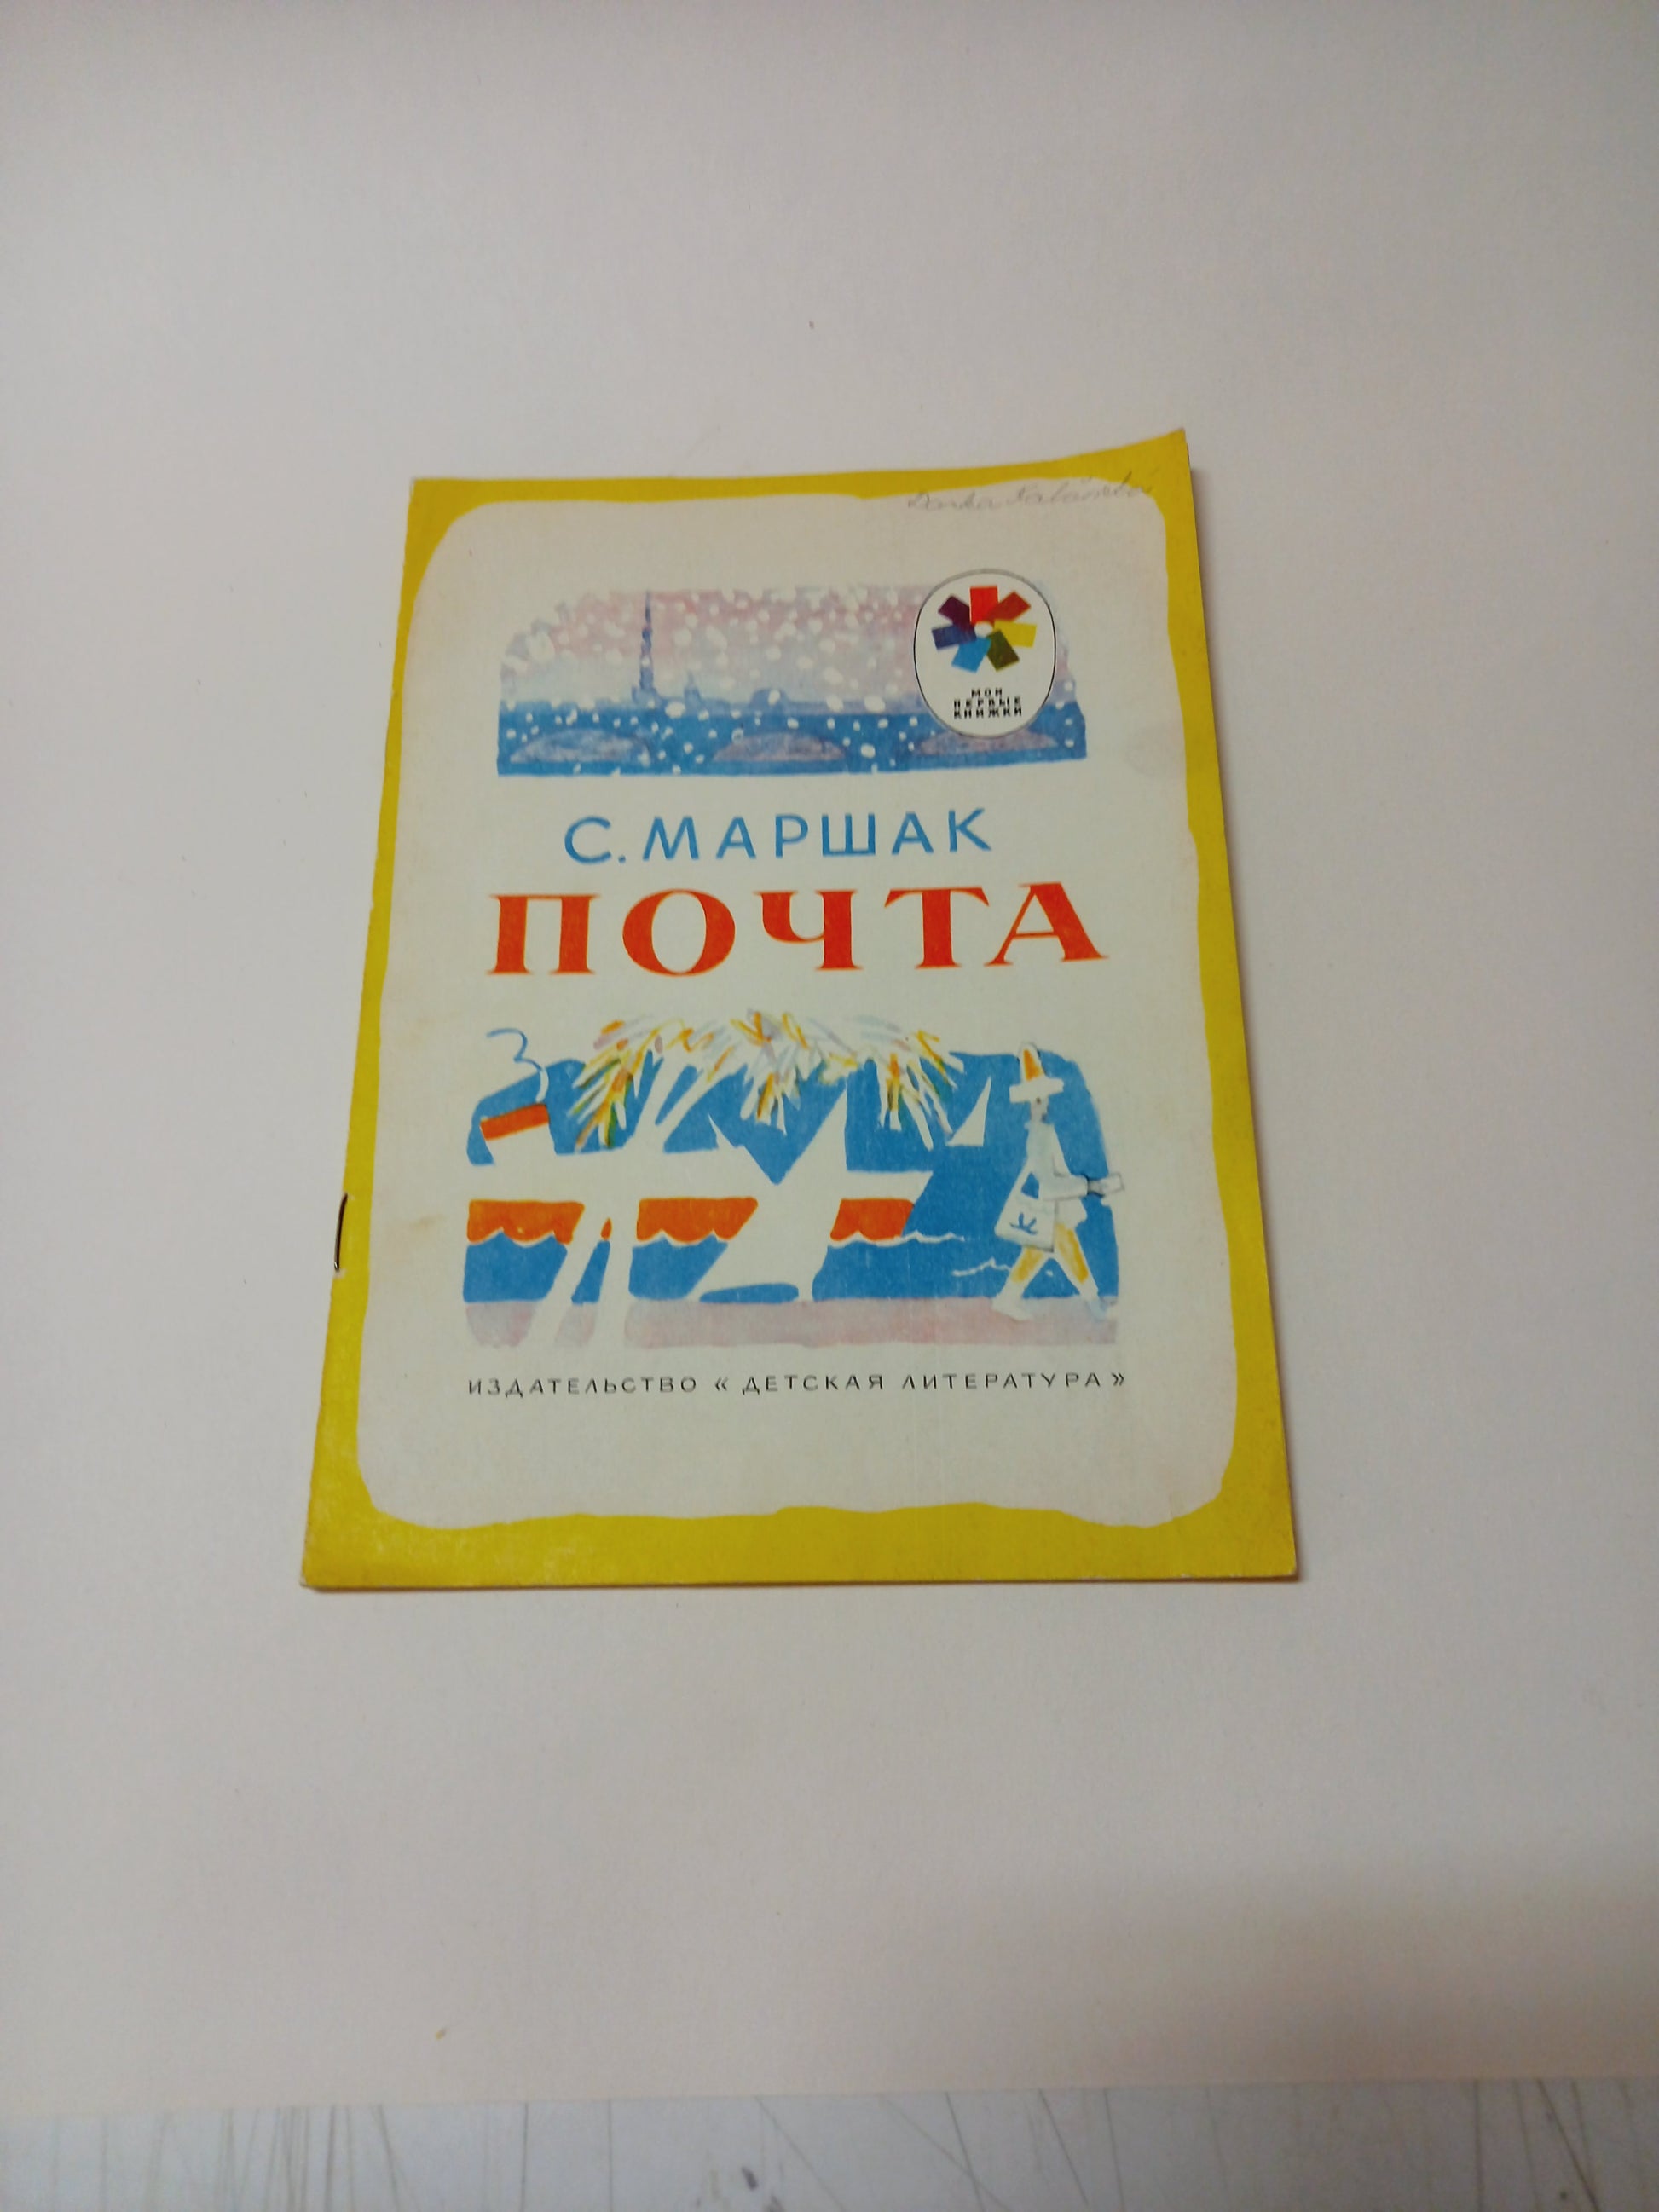 МОИ
ПЕРВЫЕ
КНИЖКИ
С. МАРШАК
ПОЧТА
ИЗДАТЕЛЬСТВО « ДЕТСКАЯ ЛИТЕРАТУРА »